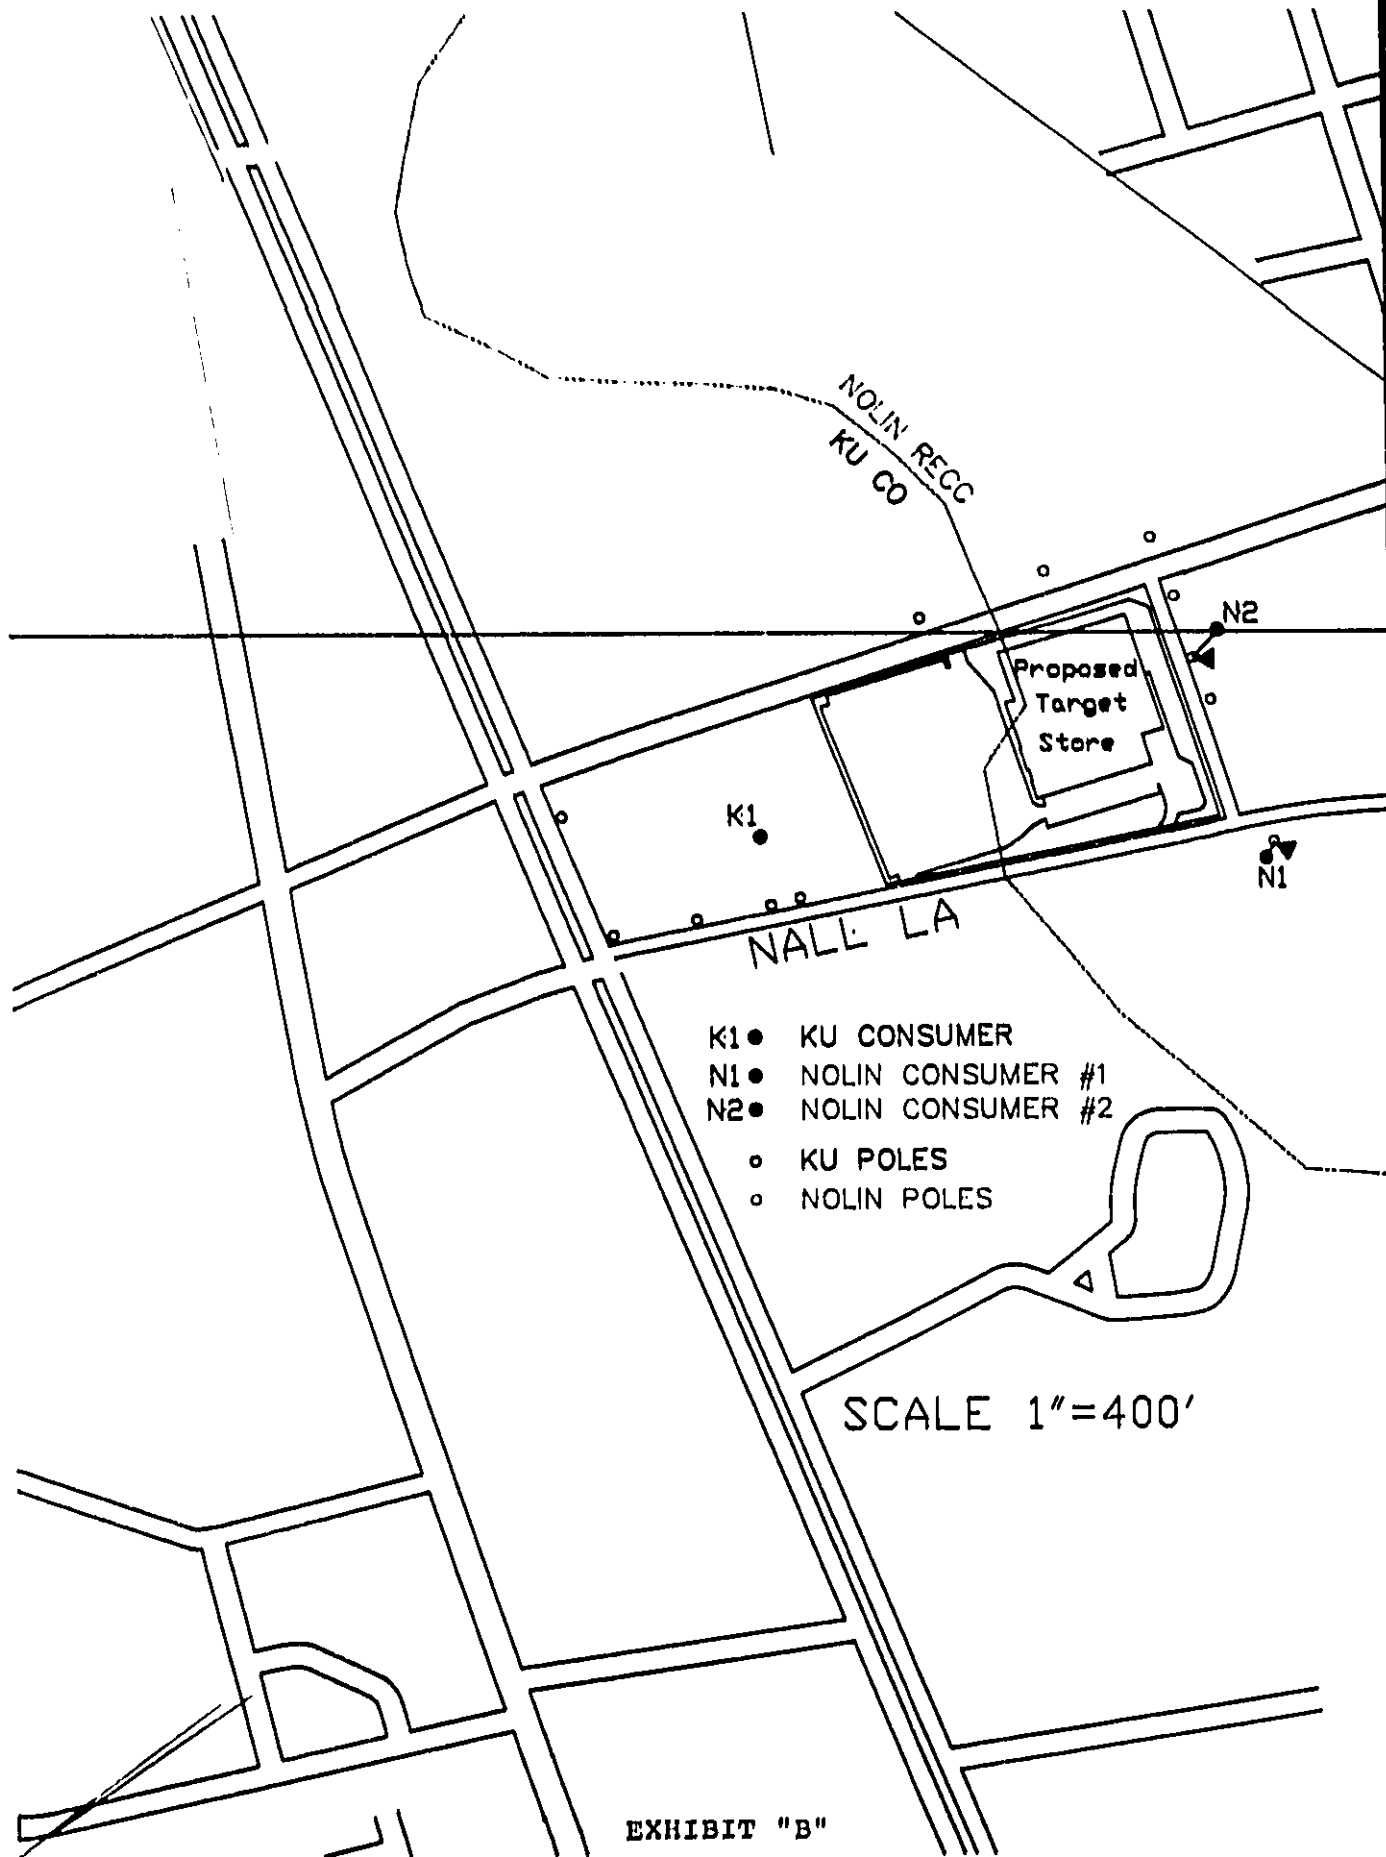 NOLIN RECC
KU CO
N2
Proposed
Target
Store
K1
N1
NALL LA
K1 KU CONSUMER
N1 NOLIN CONSUMER #1
N2 NOLIN CONSUMER #2
KU POLES
NOLIN POLES
SCALE 1"=400'
EXHIBIT "B"